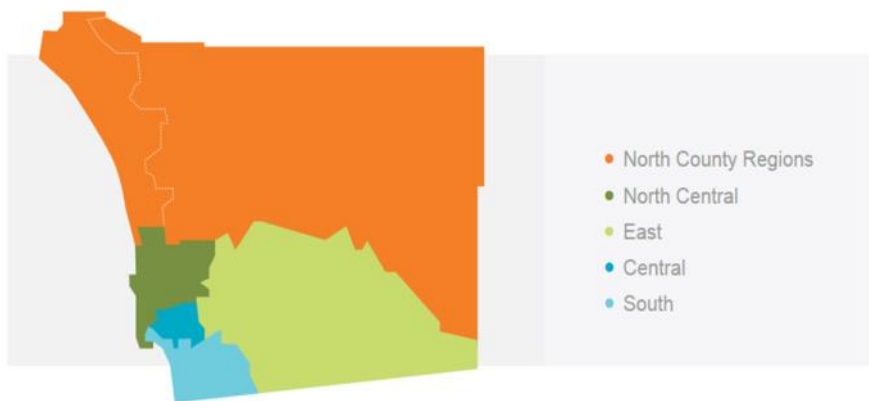 North County Regions
North Central
East
Central
South